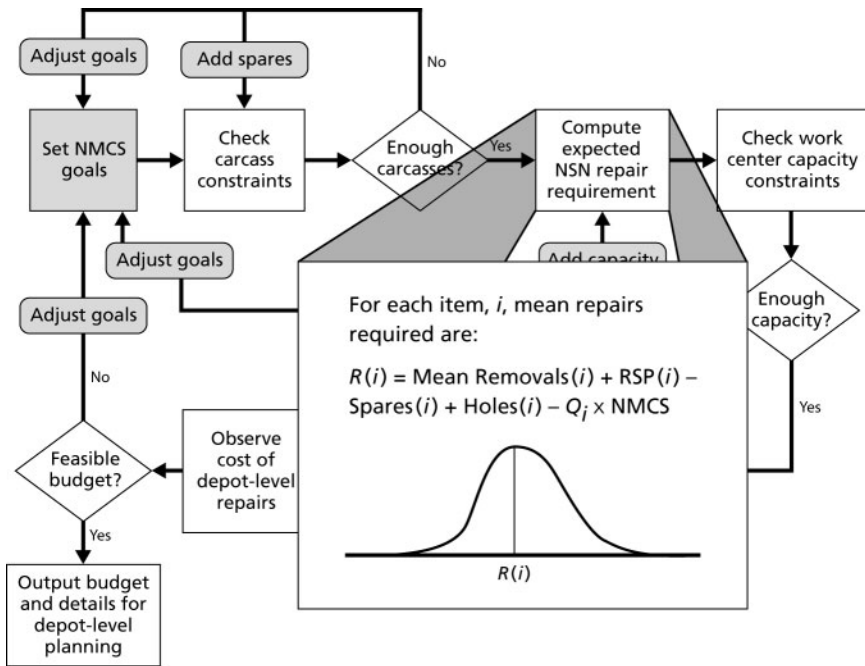 Adjust goals
Add spares
No
Set NMCS
goals
Check
carcass
constraints
Enough
carcasses?
Yes
Compute
expected
NSN repair
requirement
Check work
center capacity
constraints
Adjust goals
Add capacity
Adjust goals
Enough
capacity?
For each item, i, mean repairs
required are:
R(i) = Mean Removals(i) + RSP(i) –
Spares(i) + Holes(i) – Qi x NMCS
No
Yes
Feasible
budget?
Observe
cost of
depot-level
repairs
Yes
R(i)
Output budget
and details for
depot-level
planning